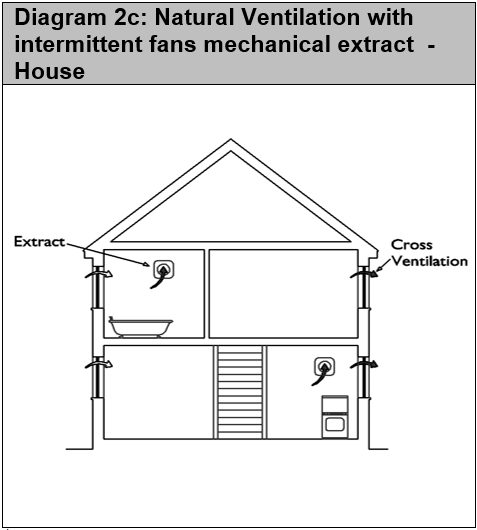 Diagram 2c: Natural Ventilation with
intermittent fans mechanical extract -
House
Extract
Cross
Ventilation